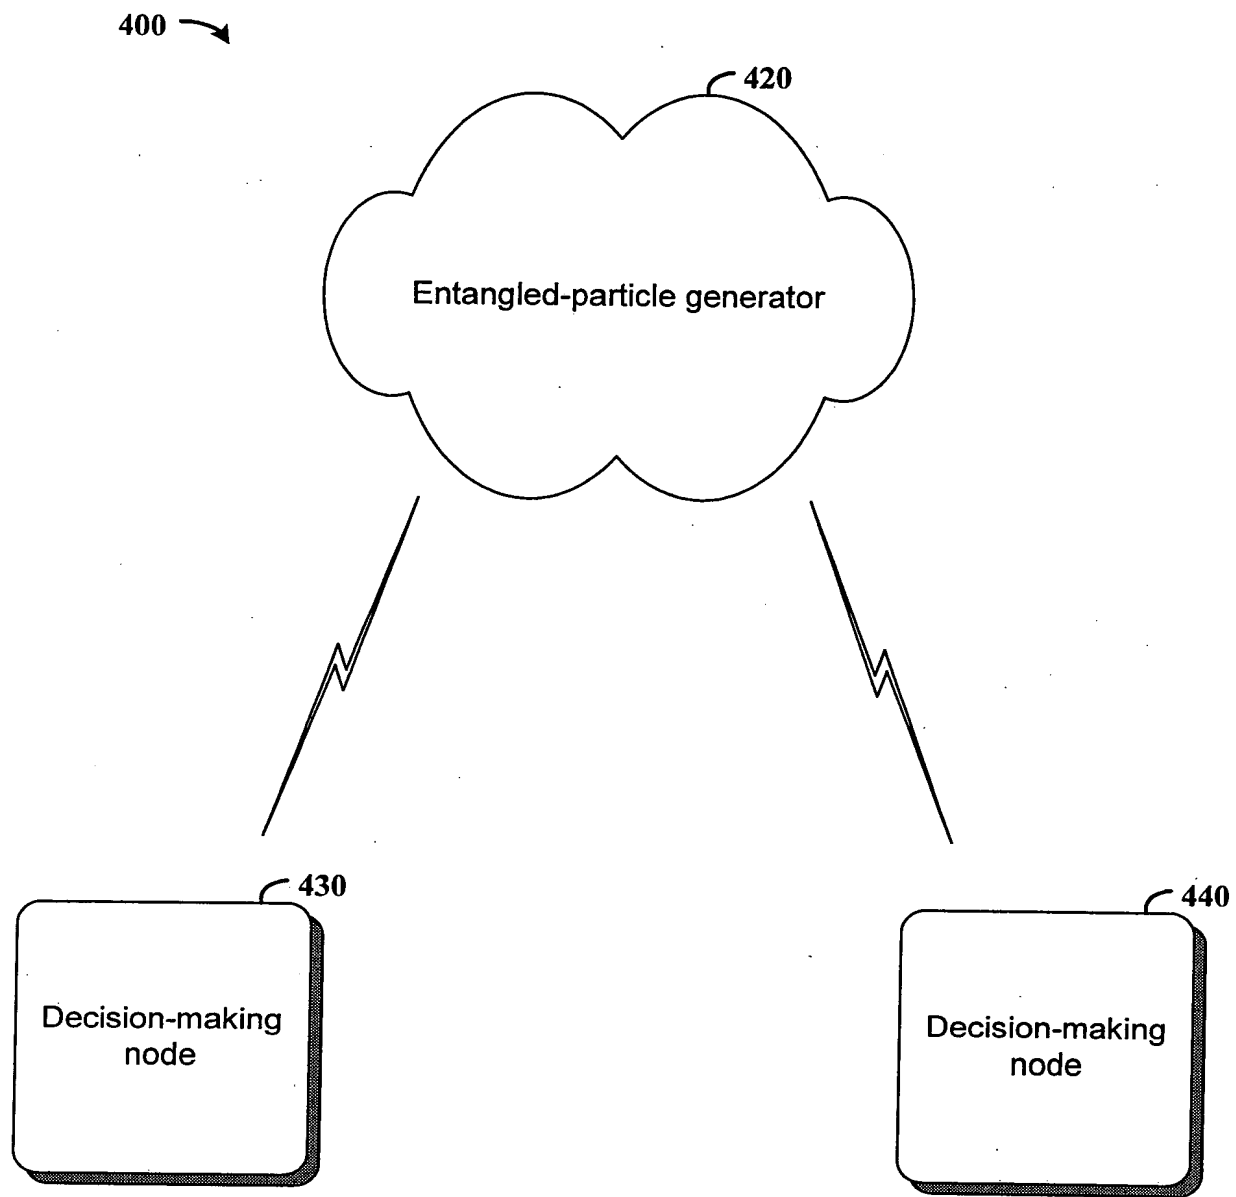 400
420
Entangled-particle generator
430
440
Decision-making
node
Decision-making
node